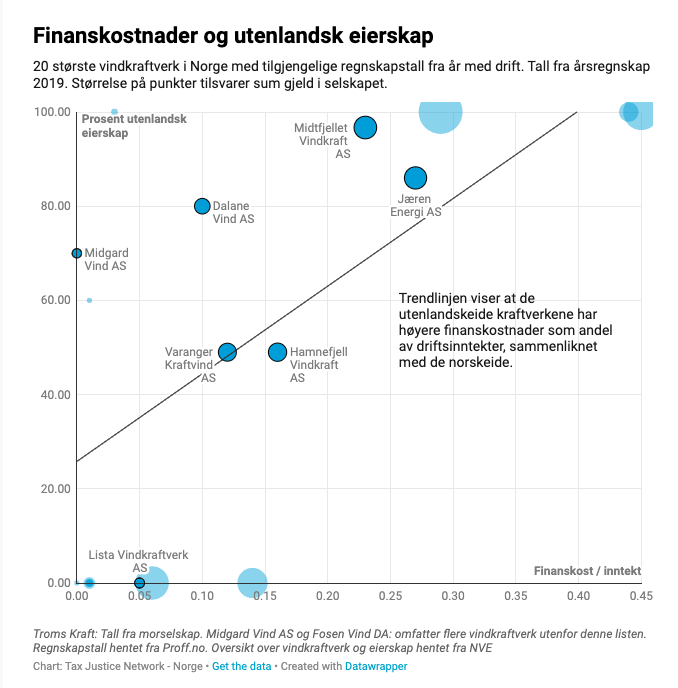 Finanskostnader og utenlandsk eierskap
20 største vindkraftverk i Norge med tilgjengelige regnskapstall fra år med drift. Tall fra årsregnskap
2019. Størrelse på punkter tilsvarer sum gjeld i selskapet.
100.00
Prosent utenlandsk
eierskap
Midtfjellet
Vindkraft
AS
Jæren
Energi AS
80.00
Dalane
Vind AS
Midgard
Vind AS
60.00
Trendlinjen viser at de
utenlandskeide kraftverkene har
høyere finanskostnader som andel
av driftsinntekter, sammenliknet
med de norskeide.
Varanger
Kraftvind
AS
Hamnefjell
Vindkraft
AS
40.00
20.00
Lista Vindkraftverk
AS
Finanskost / inntekt
0.00
0.00 0.05 0.10 0.15 0.20 0.25 0.30 0.35 0.40 0.45
Troms Kraft: Tall fra morselskap. Midgard Vind AS og Fosen Vind DA: omfatter flere vindkraftverk utenfor denne listen.
Regnskapstall hentet fra Proff.no. Oversikt over vindkraftverk og eierskap hentet fra NVE
Chart: Tax Justice Network - Norge • Get the data • Created with Datawrapper